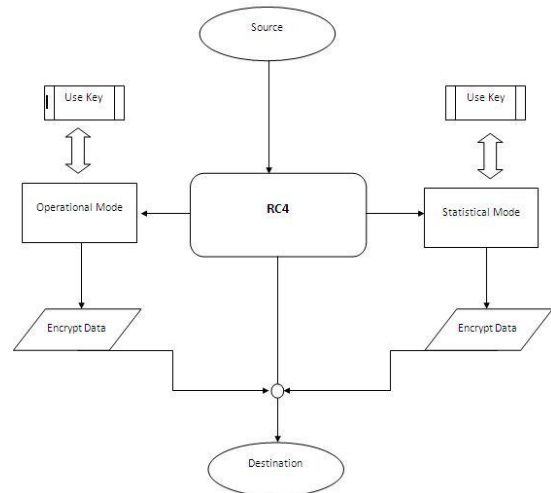 Source
Use Key
Use Key
Operational Mode
RC4
Statistical Mode
Encrypt Data
Encrypt Data
Destination